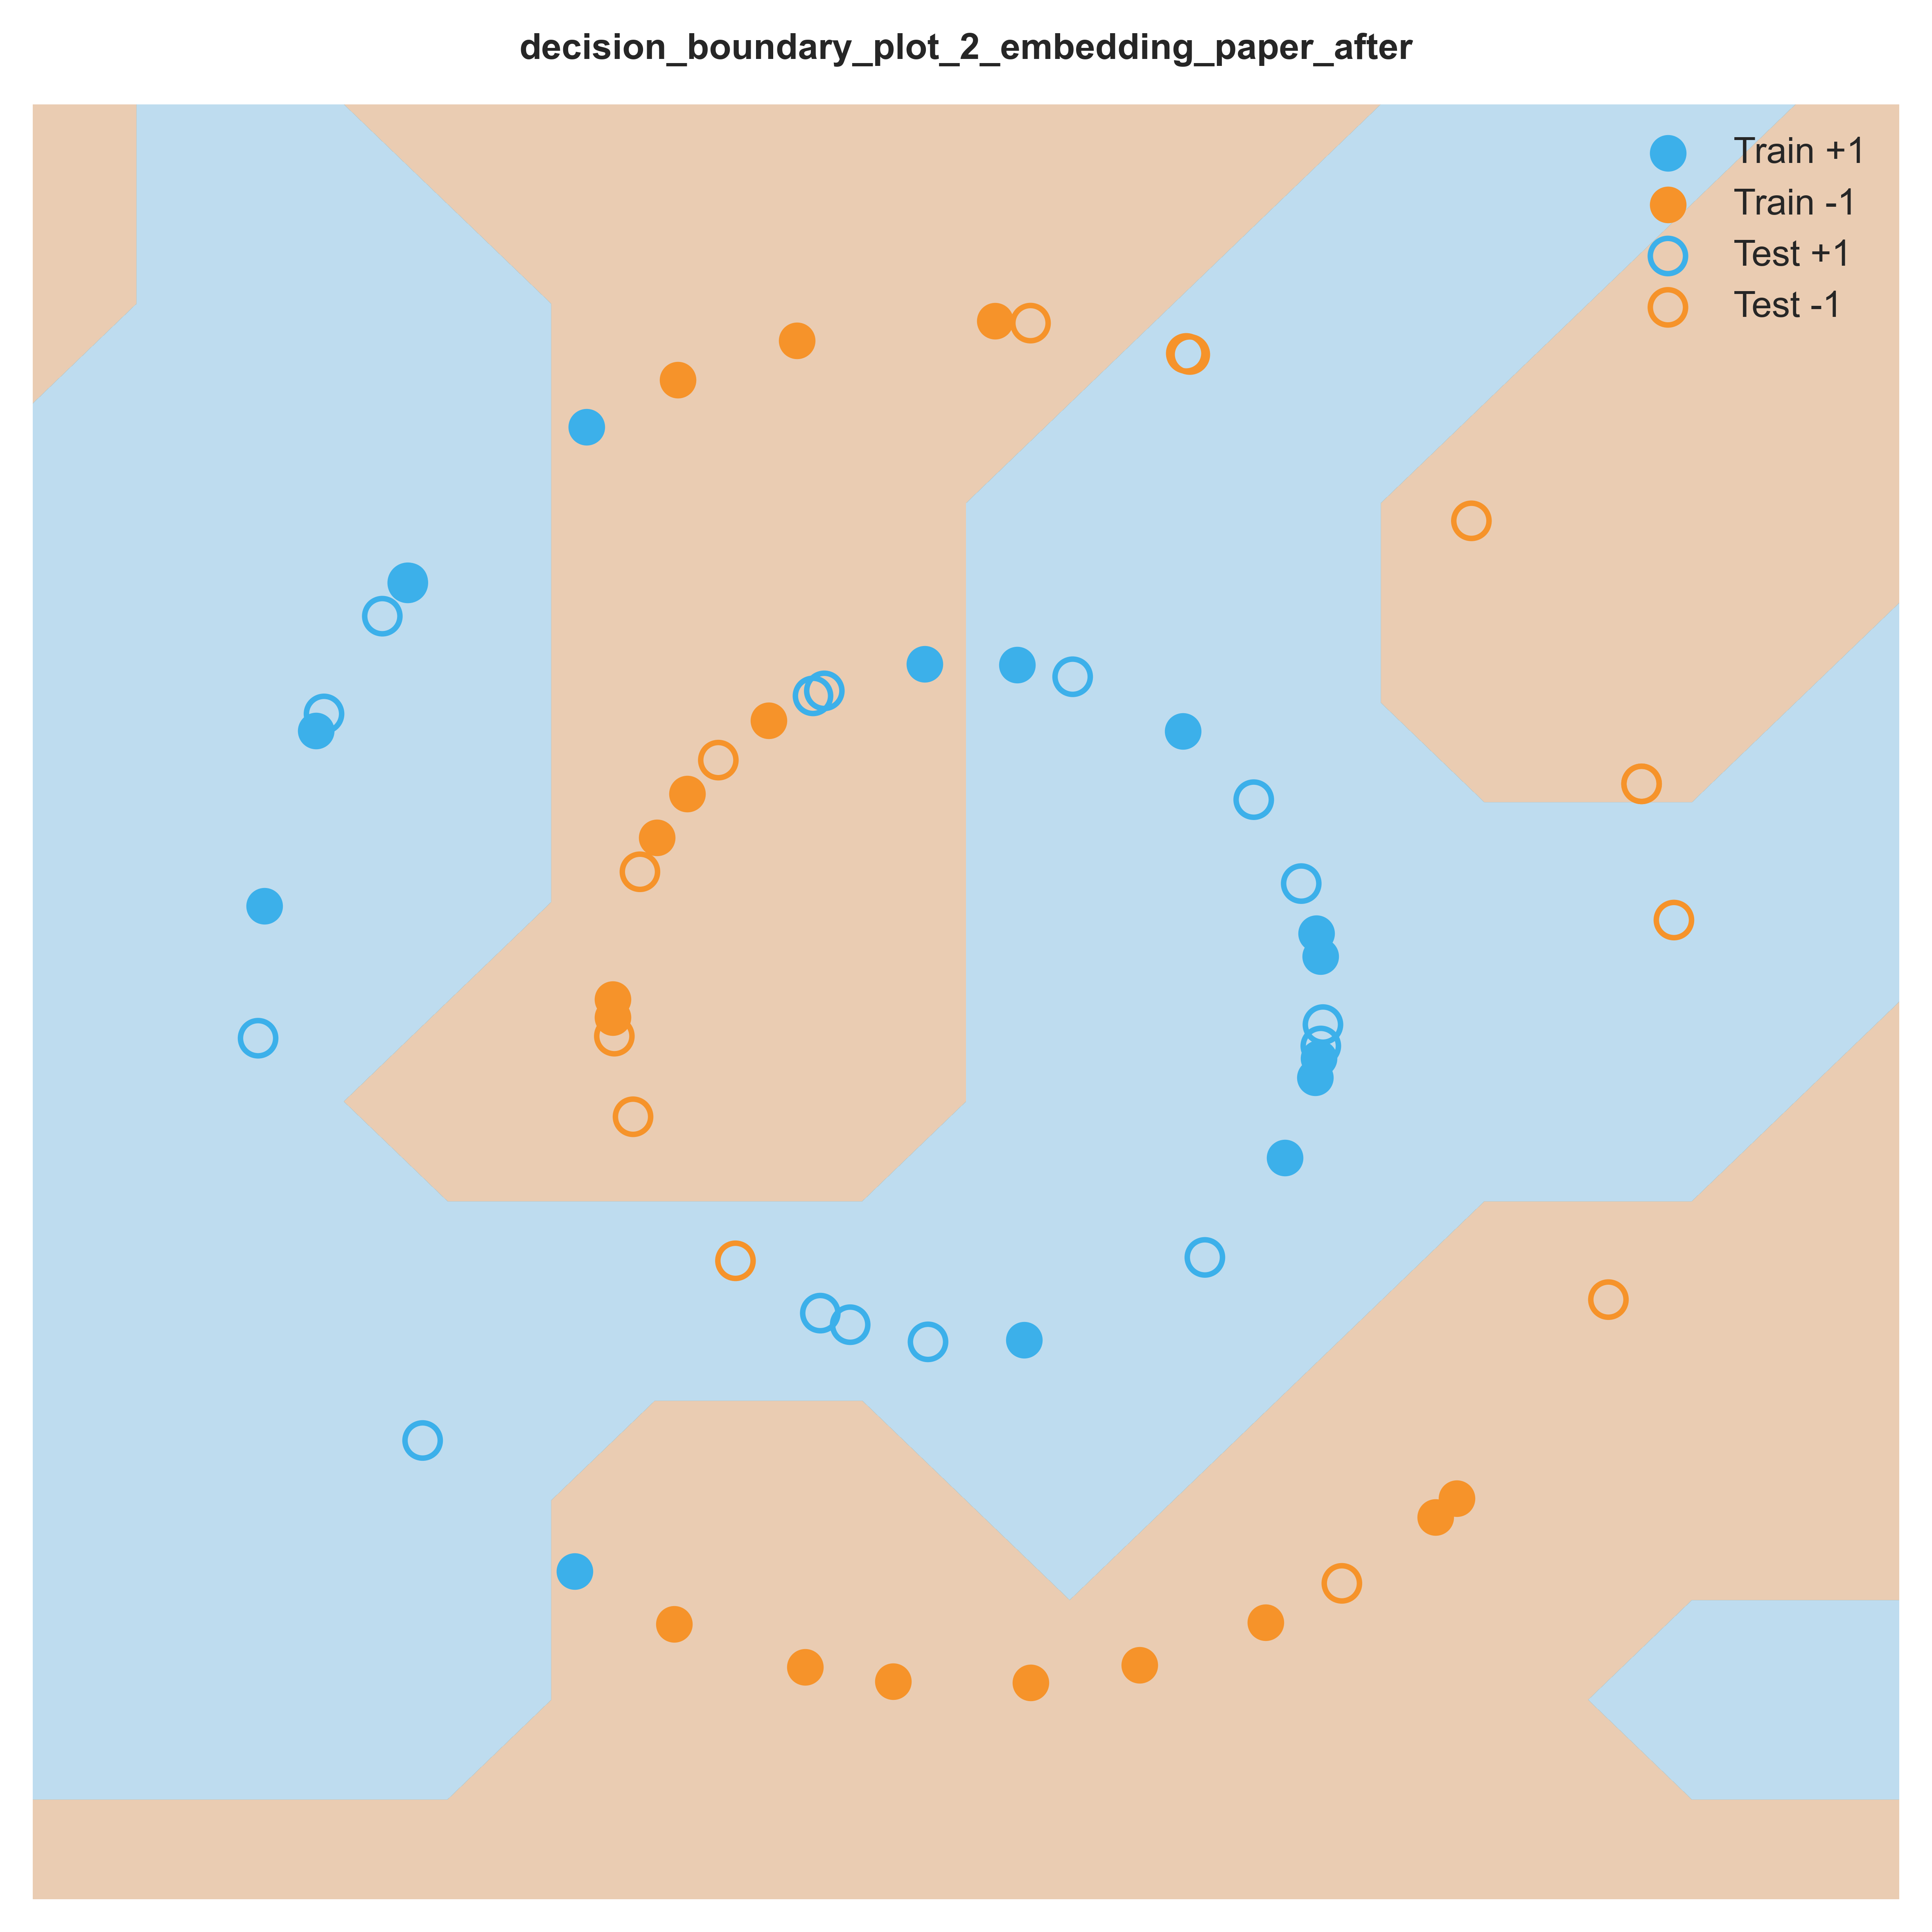 decision_boundary_plot_2_embedding_paper_after
Train +1
Train -1
Test +1
Test -1